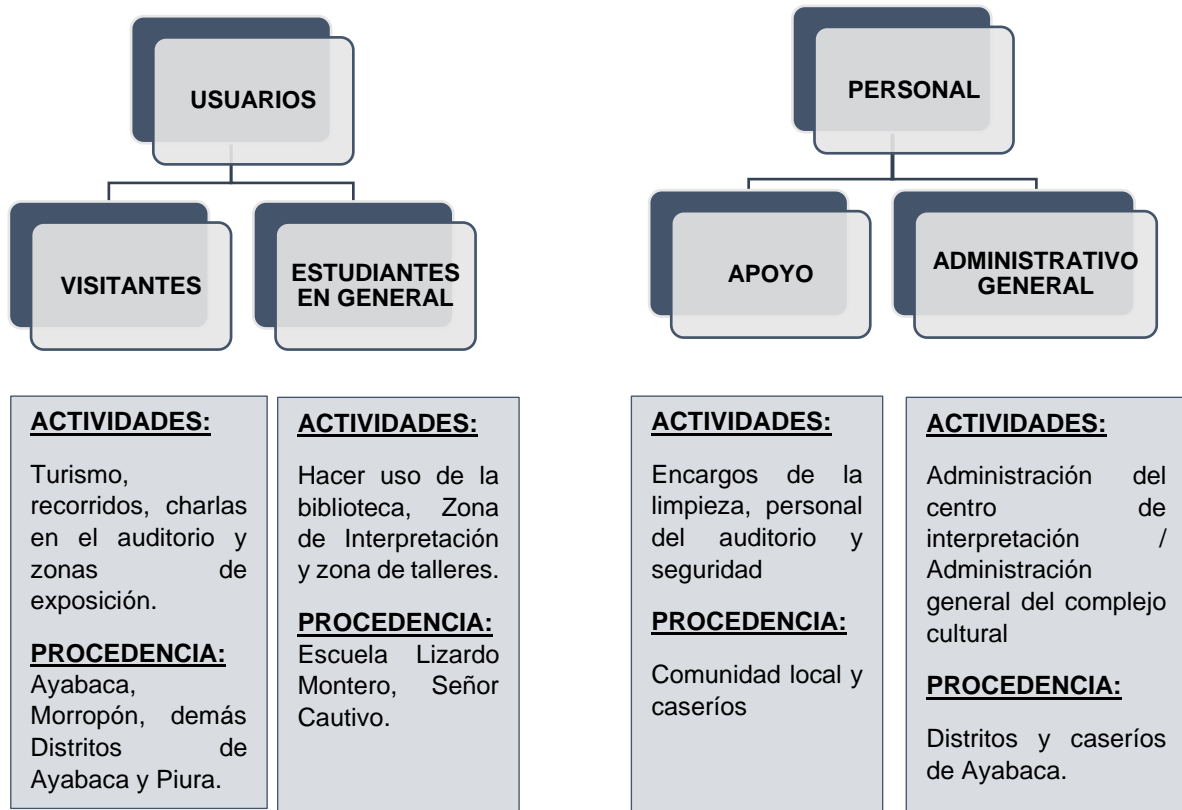 USUARIOS
VISITANTES
ESTUDIANTES
EN GENERAL
PERSONAL
APOYO
ADMINISTRATIVO
GENERAL
ACTIVIDADES:
Turismo,
recorridos, charlas
en el auditorio y
zonas de
exposición.
PROCEDENCIA:
Ayabaca,
Morropón, demás
Distritos de
Ayabaca y Piura.
ACTIVIDADES:
Hacer uso de la
biblioteca, Zona
de Interpretación
y zona de talleres.
PROCEDENCIA:
Escuela Lizardo
Montero, Señor
Cautivo.
ACTIVIDADES:
Encargos de la
limpieza, personal
del auditorio y
seguridad
PROCEDENCIA:
Comunidad local y
caseríos
ACTIVIDADES:
Administración del
centro de
interpretación /
Administración
general del complejo
cultural
PROCEDENCIA:
Distritos y caseríos
de Ayabaca.